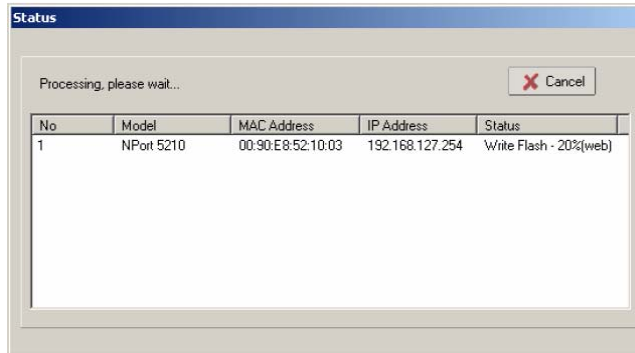 Status
Processing, please wait...
Cancel
No Model MAC Address IP Address Status
1 NPort 5210 00:90:E8:52:10:03 192.168.127.254 Write Flash - 20%(web)